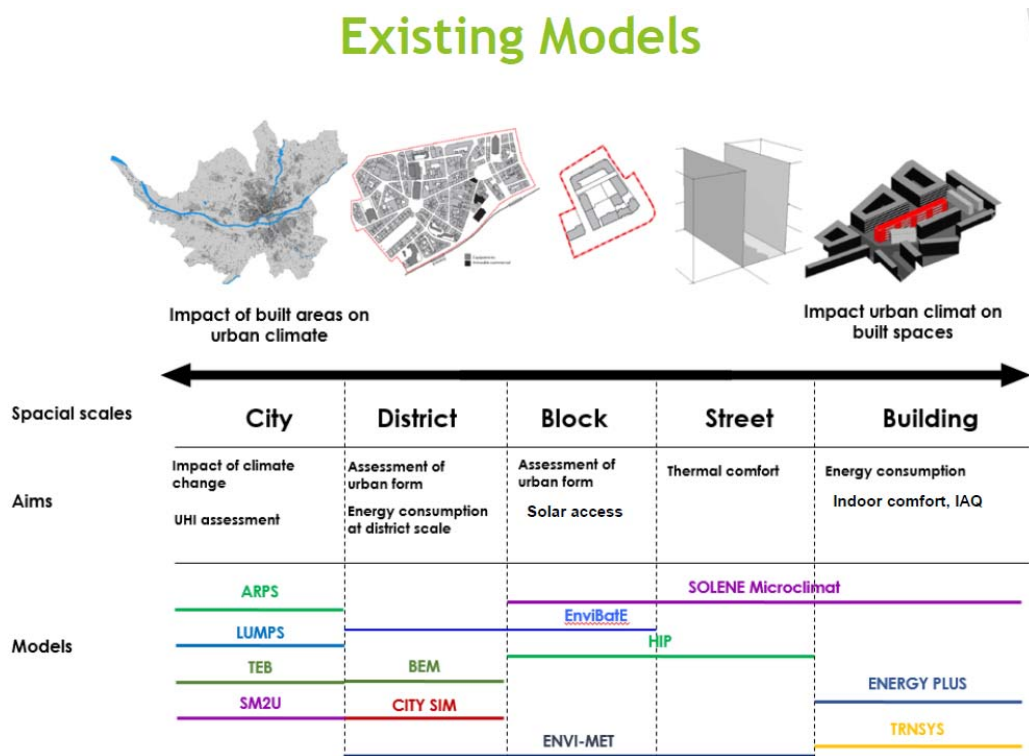 Existing Models
Impact of built areas on
urban climate
Impact urban climat on
built spaces
Spacial scales
City
District
Block
Street
Building
Aims
Impact of climate
change
UHI assessment
Assessment of
urban form
Energy consumption
at district scale
Assessment of
urban form
Solar access
Thermal comfort
Energy consumption
Indoor comfort, IAQ
Models
ARPS
SOLENE Microclimat
EnviBatE
LUMPS
HIP
TEB
BEM
ENERGY PLUS
SM2U
CITY SIM
ENVI-MET
TRNSYS